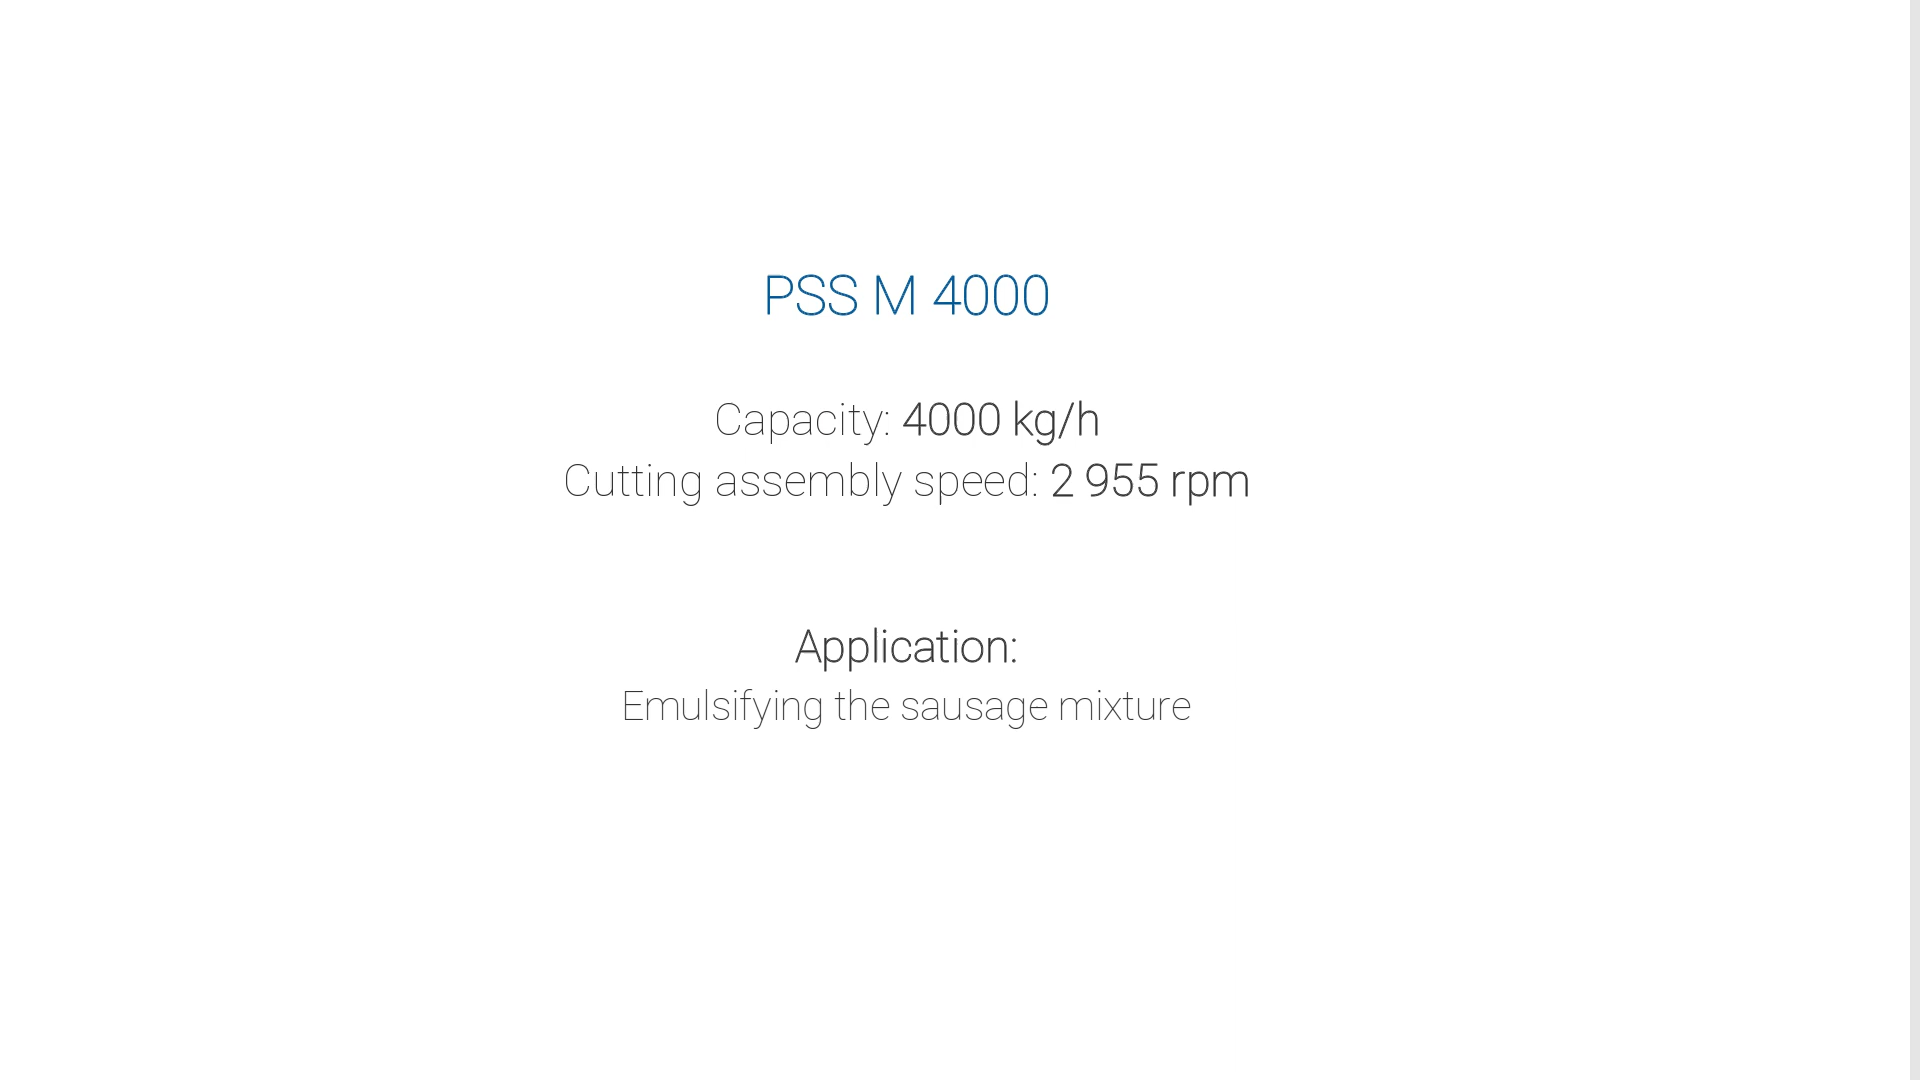 PSS M 4000
Capacity: 4000 kg/h
Cutting assembly speed: 2 955 rpm
Application:
Emulsifying the sausage mixture